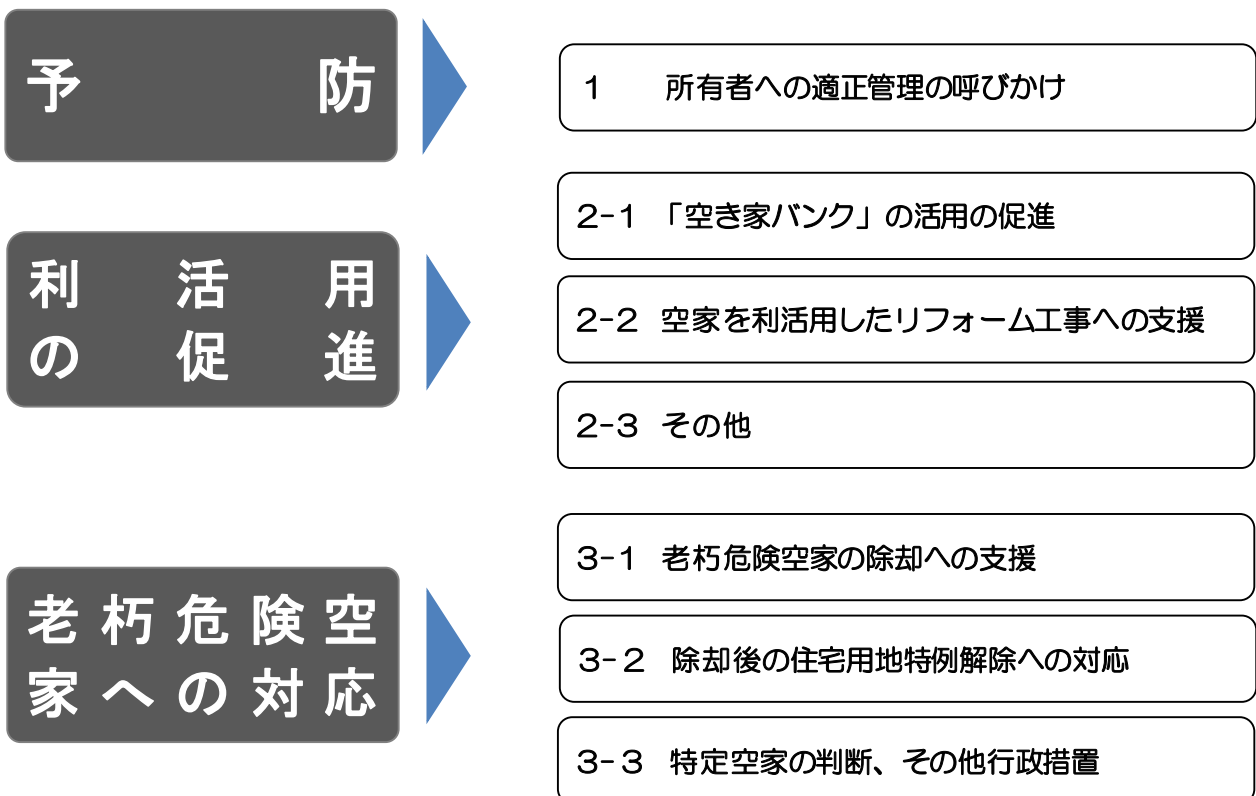 予防
1 所有者への適正管理の呼びかけ
利活用
の促進
2-1 「空き家バンク」の活用の促進
2-2 空家を利活用したリフォーム工事への支援
2-3 その他
老朽危険空
家への対応
3-1 老朽危険空家の除却への支援
3-2 除却後の住宅用地特例解除への対応
3-3 特定空家の判断、その他行政措置